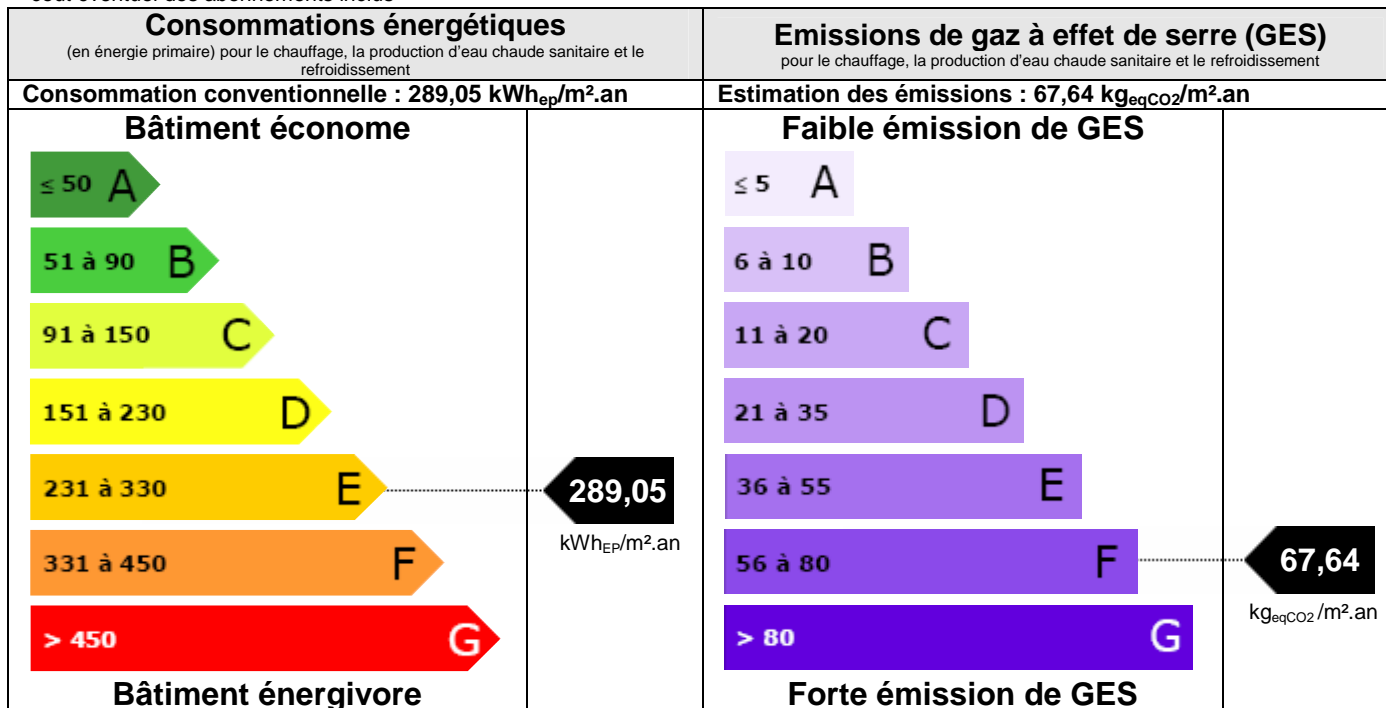 coût éventuel des abonnements inclus
Consommations énergétiques
(en énergie primaire) pour le chauffage, la production d'eau chaude sanitaire et le
refroidissement
Consommation conventionnelle : 289,05 kWhep/m².an
Bâtiment économe
≤ 50 A
51 à 90 B
91 à 150 C
151 à 230 D
231 à 330 E
289,05
kWhEP/m².an
331 à 450 F
> 450 G
Bâtiment énergivore
Emissions de gaz à effet de serre (GES)
pour le chauffage, la production d'eau chaude sanitaire et le refroidissement
Estimation des émissions : 67,64 kgeqCO2/m².an
Faible émission de GES
≤ 5 A
6 à 10 B
11 à 20 C
21 à 35 D
36 à 55 E
56 à 80 F
67,64
kgeqCO2/m².an
> 80 G
Forte émission de GES